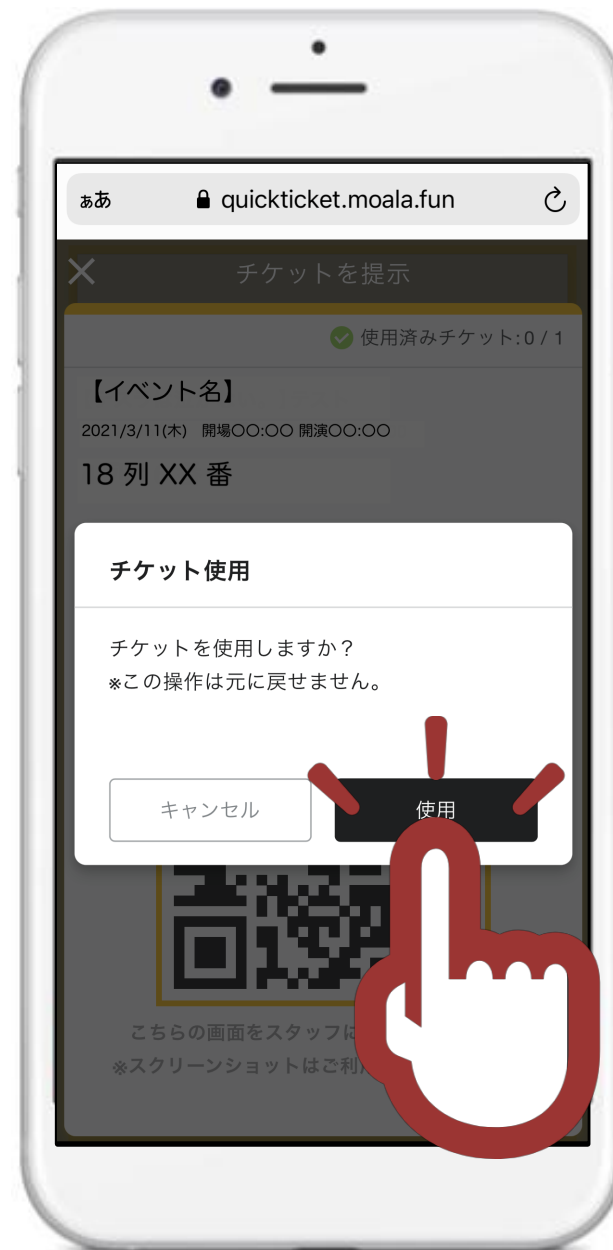 ぁあ quickticket.moala.fun
チケットを提示
使用済みチケット:0 / 1
【イベント名】
2021/3/11(木) 開場〇〇:〇〇 開演〇〇:〇〇
18 列 XX 番
チケット使用
チケットを使用しますか?
※この操作は元に戻せません。
キャンセル 使用
こちらの画面をスタッフに
※スクリーンショットはご利